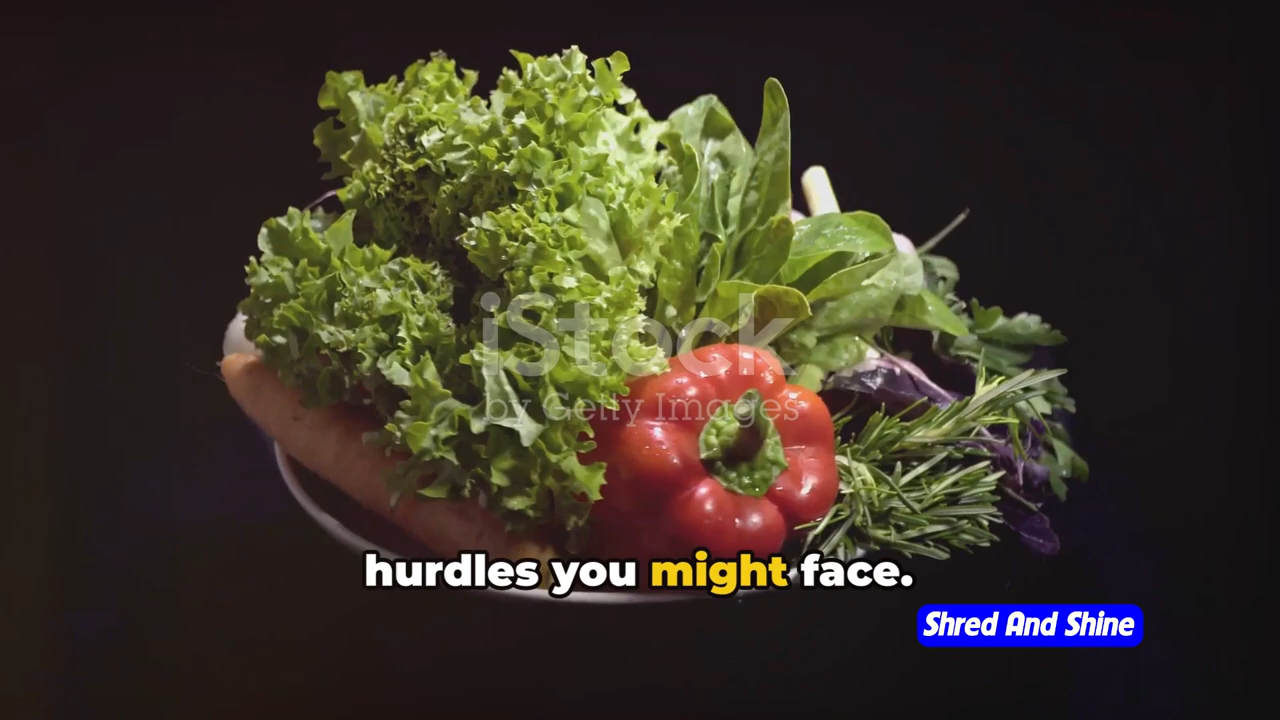 iStock
by Getty Images
hurdles you might face.
Shred And Shine